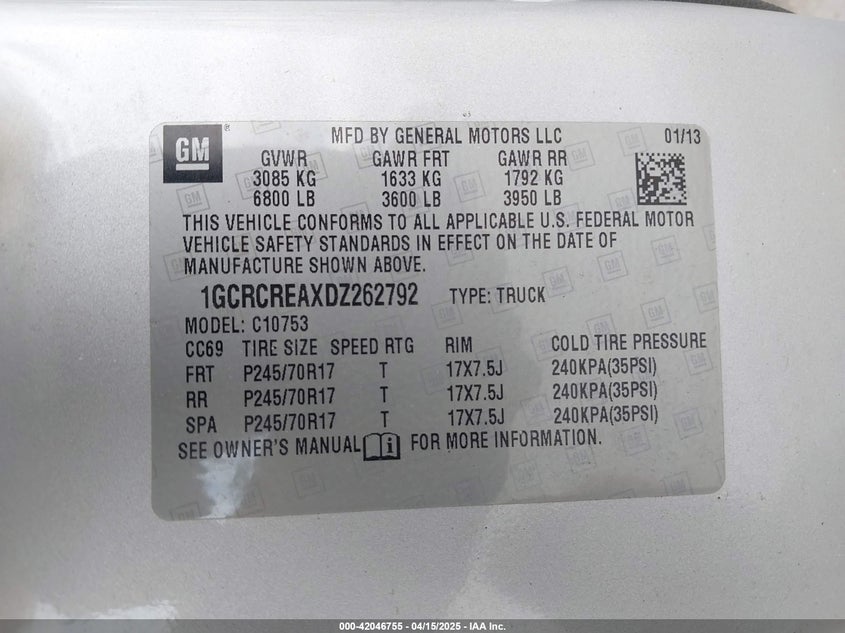 GM ® MFD BY GENERAL MOTORS LLC 01/13
GVWR GAWR FRT GAWR RR
3085 KG 1633 KG 1792 KG
6800 LB 3600 LB 3950 LB
THIS VEHICLE CONFORMS TO ALL APPLICABLE U.S. FEDERAL MOTOR
VEHICLE SAFETY STANDARDS IN EFFECT ON THE DATE OF
MANUFACTURE SHOWN ABOVE.
1GCRCREAXDZ262792 TYPE: TRUCK
MODEL: C10753
CC69 TIRE SIZE SPEED RTG RIM COLD TIRE PRESSURE
FRT P245/70R17 T 17X7.5J 240KPA(35PSI)
RR P245/70R17 T 17X7.5J 240KPA(35PSI)
SPA P245/70R17 T 17X7.5J 240KPA(35PSI)
SEE OWNER'S MANUAL i FOR MORE INFORMATION.
000-42046755 - 04/15/2025 - IAA Inc.